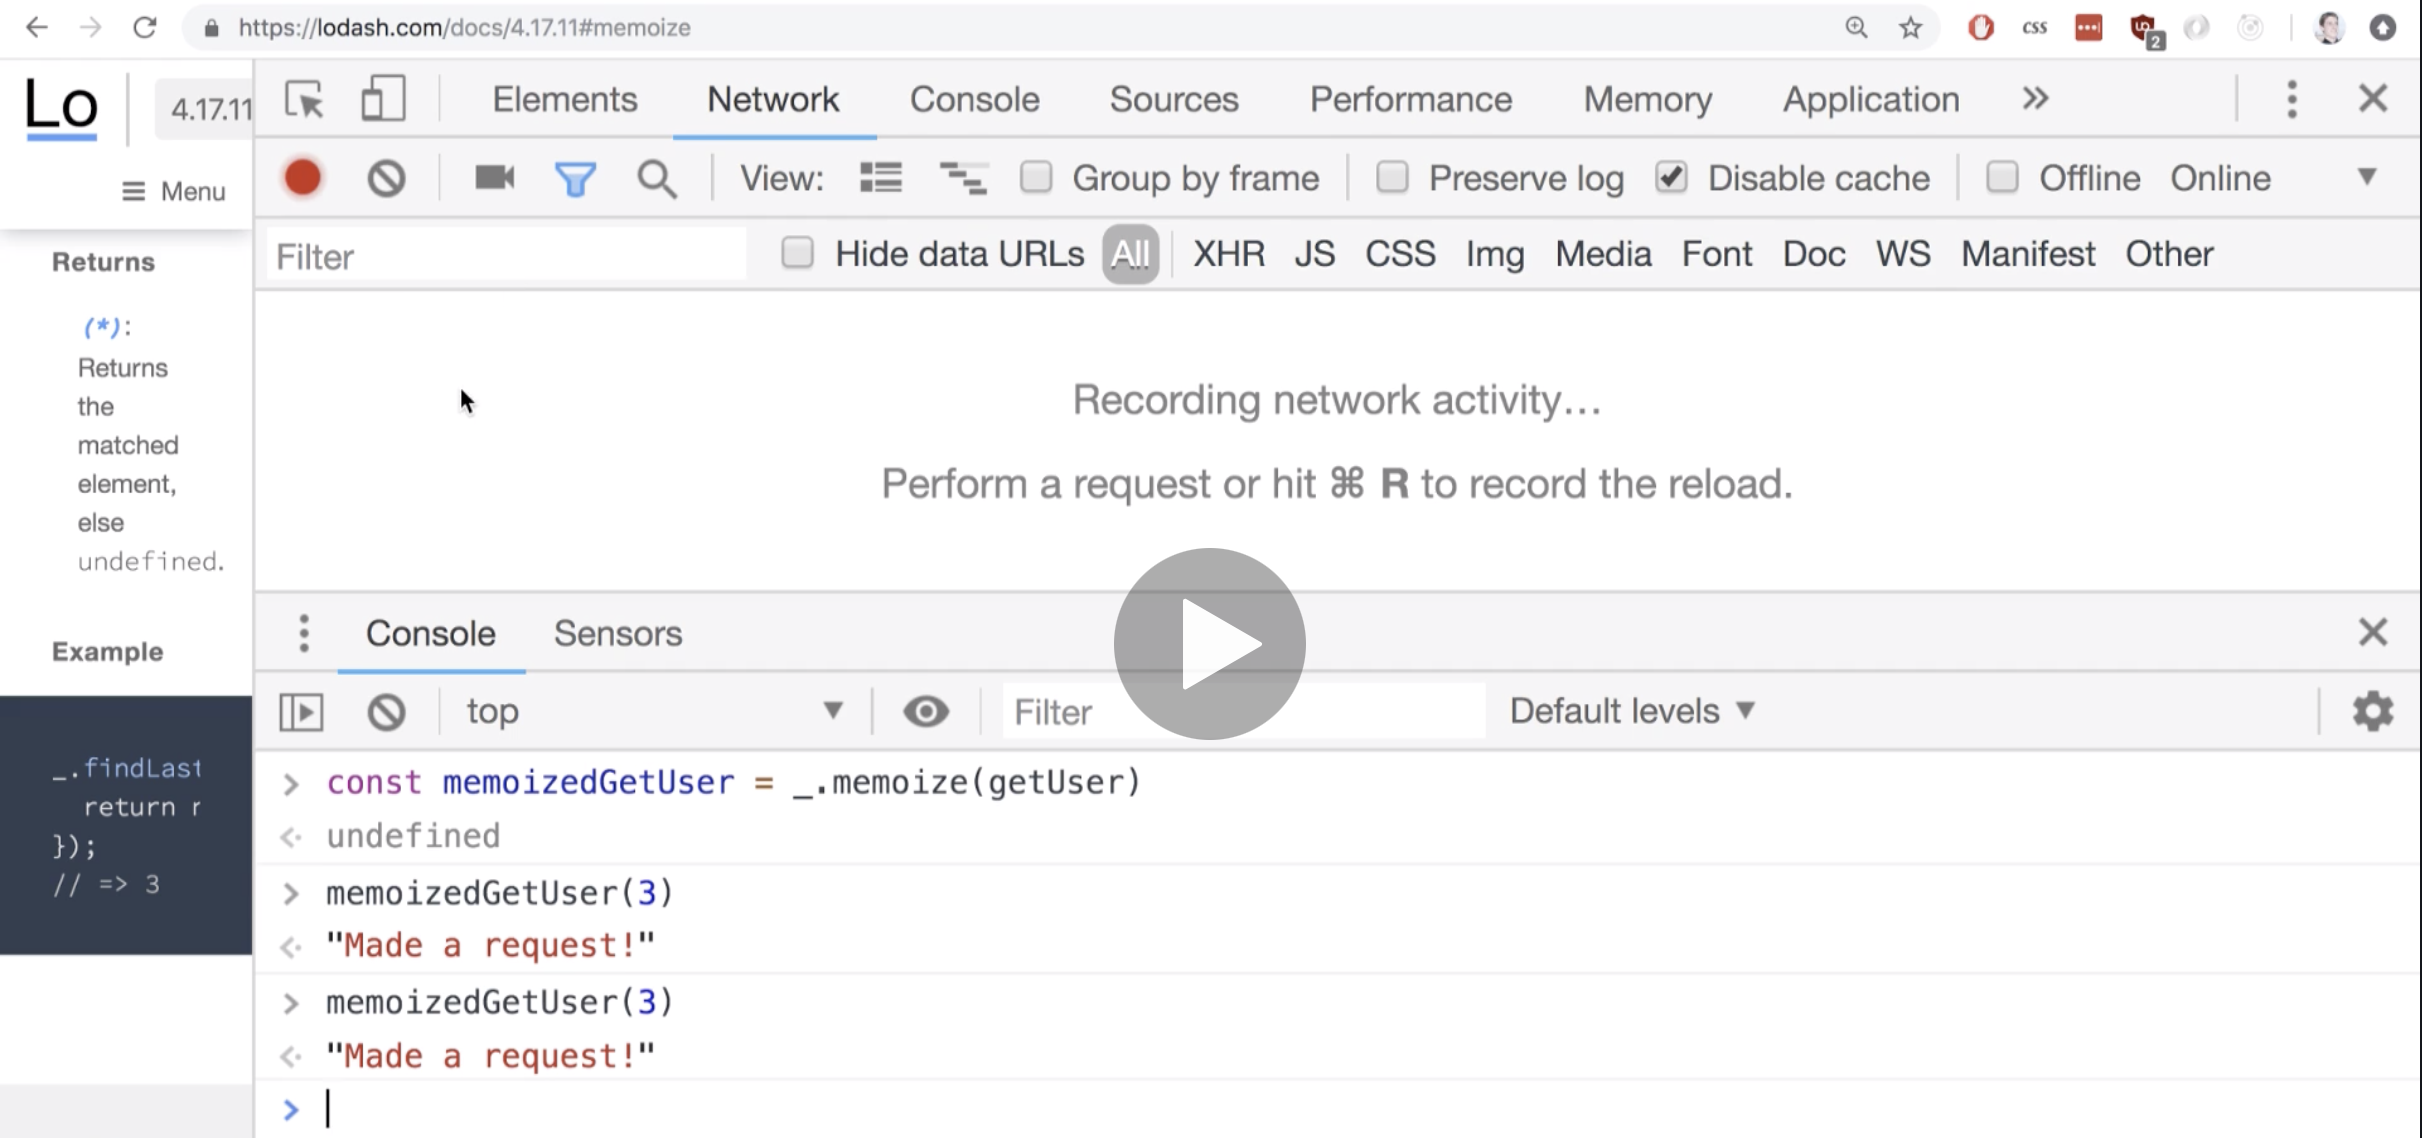 https://lodash.com/docs/4.17.11#memoize
css
2
Lo
4.17.11
Menu
Returns
(*):
Returns
the
matched
element,
else
undefined.
Example
_.findLast
return r
});
// => 3
Elements Network Console Sources Performance Memory Application »
View: Group by frame Preserve log Disable cache Offline Online
Filter Hide data URLs All XHR JS CSS Img Media Font Doc WS Manifest Other
Recording network activity…
Perform a request or hit ⌘ R to record the reload.
Console Sensors
top Filter Default levels
> const memoizedGetUser = _.memoize(getUser)
undefined
> memoizedGetUser(3)
"Made a request!"
> memoizedGetUser(3)
"Made a request!"
>